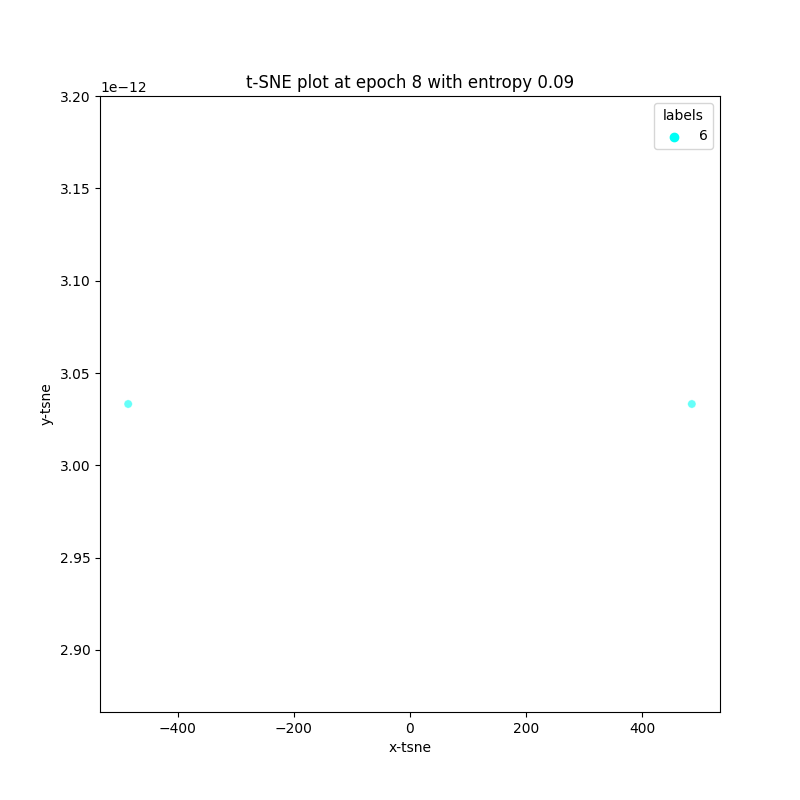 t-SNE plot at epoch 8 with entropy 0.09
1e−12
3.20
3.15
3.10
3.05
3.00
2.95
2.90
y-tsne
labels
6
−400
−200
0
200
400
x-tsne